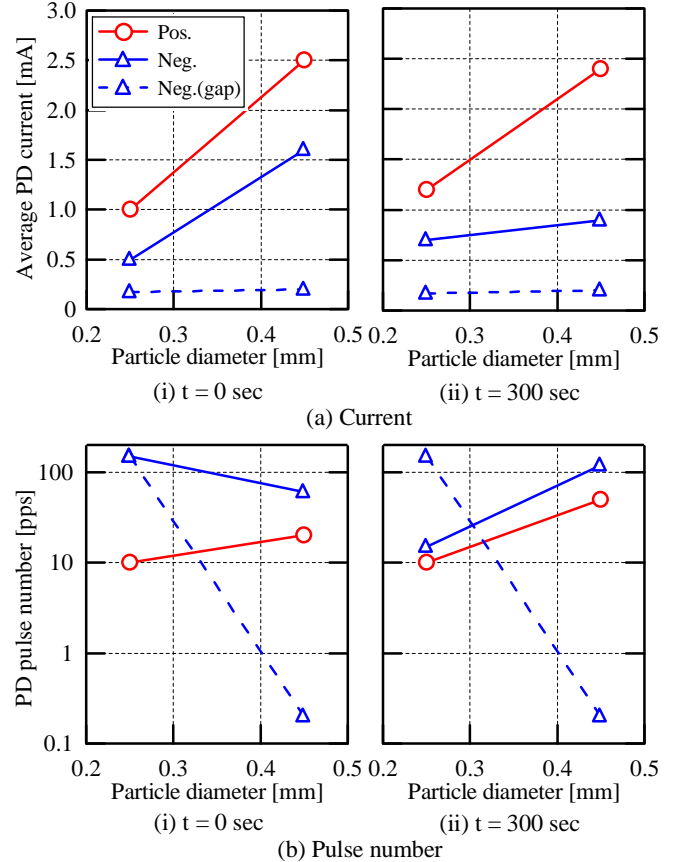 Average PD current [mA]
3.0
2.5
2.0
1.5
1.0
0.5
0
Pos.
Neg.
Neg.(gap)
0.2 0.3 0.4 0.5
Particle diameter [mm]
(i) t = 0 sec
0.2 0.3 0.4 0.5
Particle diameter [mm]
(ii) t = 300 sec
(a) Current
PD pulse number [pps]
100
10
1
0.1
0.2 0.3 0.4 0.5
Particle diameter [mm]
(i) t = 0 sec
0.2 0.3 0.4 0.5
Particle diameter [mm]
(ii) t = 300 sec
(b) Pulse number